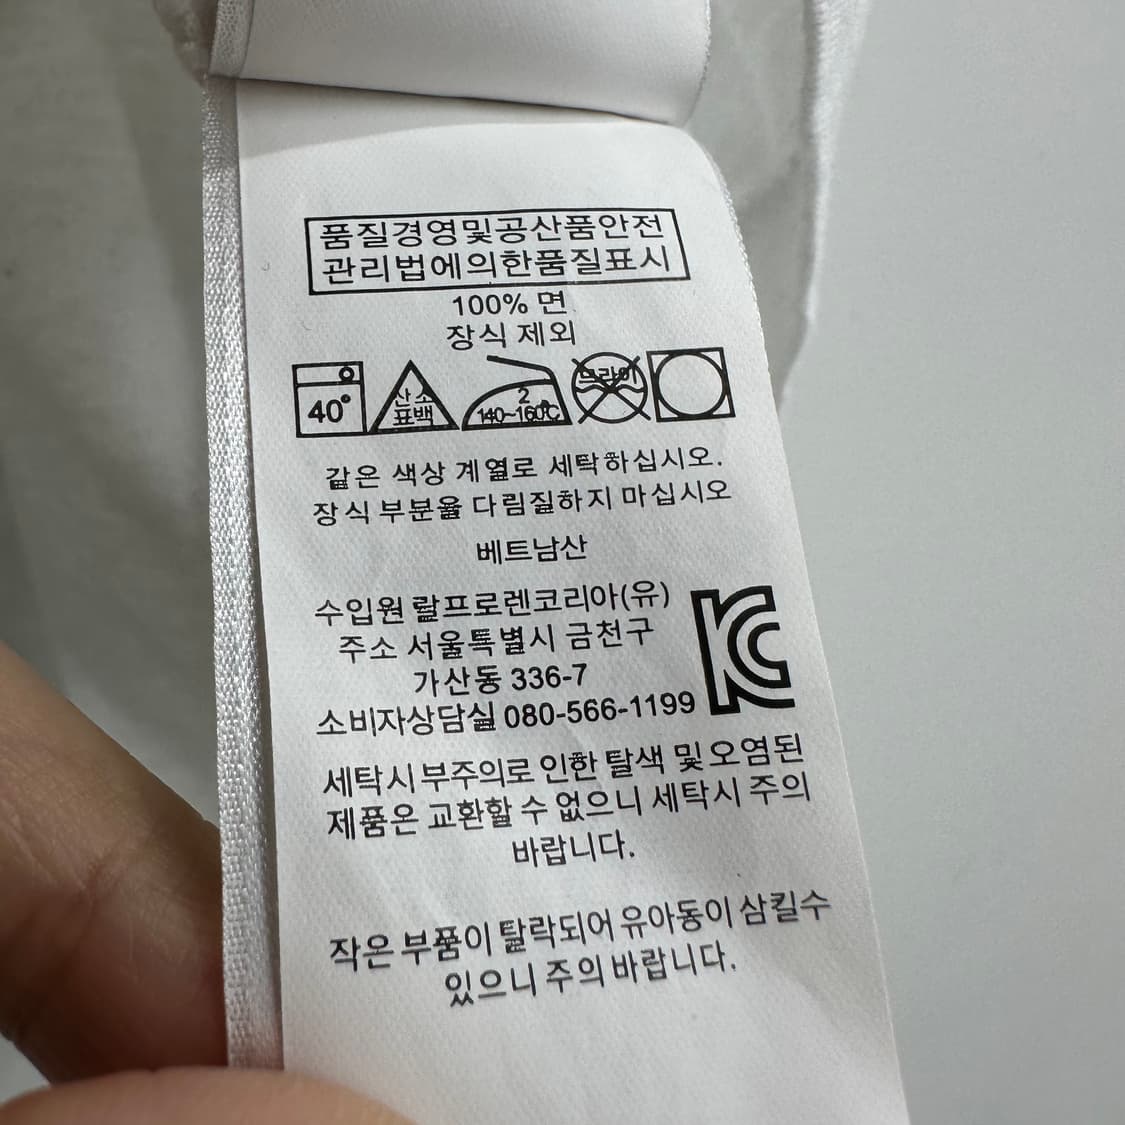 품질경영및공산품안전
관리법에의한품질표시
100% 면
장식 제외
40°
산소
표백
2
140~160℃
드라이
같은 색상 계열로 세탁하십시오.
장식 부분을 다림질하지 마십시오
베트남산
수입원 랄프로렌코리아(유)
주소 서울특별시 금천구
가산동 336-7
소비자상담실 080-566-1199
KC
세탁시 부주의로 인한 탈색 및 오염된
제품은 교환할 수 없으니 세탁시 주의
바랍니다.
작은 부품이 탈락되어 유아동이 삼킬수
있으니 주의 바랍니다.